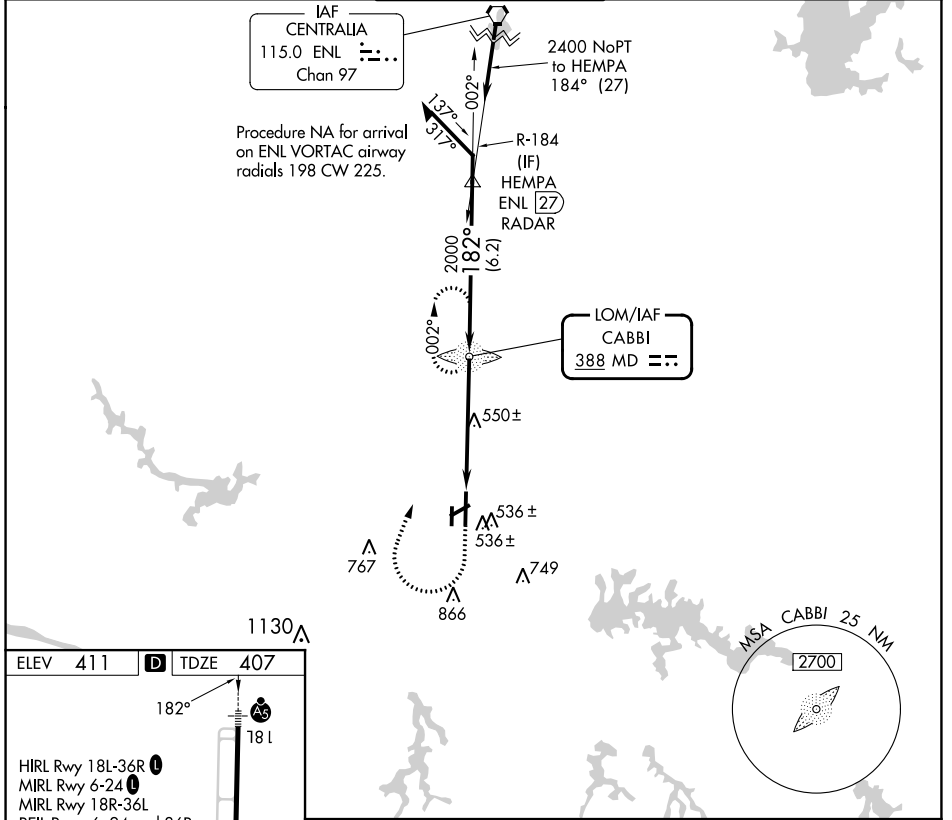 IAF
CENTRALIA
115.0 ENL
Chan 97
2400 NoPT
to HEMPA
184° (27)
002°
137°
317°
Procedure NA for arrival
on ENL VORTAC airway
radials 198 CW 225.
R-184
(IF)
HEMPA
ENL 27
RADAR
2000
182°
(6.2)
002°
LOM/IAF
CABBI
388 MD
550±
536±
536±
767
749
866
1130
MSA CABBI 25 NM
2700
ELEV 411 D TDZE 407
182°
A5
18L
HIRL Rwy 18L-36R L
MIRL Rwy 6-24 L
MIRL Rwy 18R-36L